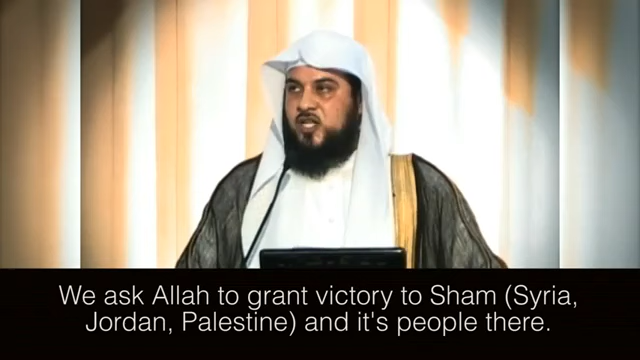 We ask Allah to grant victory to Sham (Syria,
Jordan, Palestine) and it's people there.